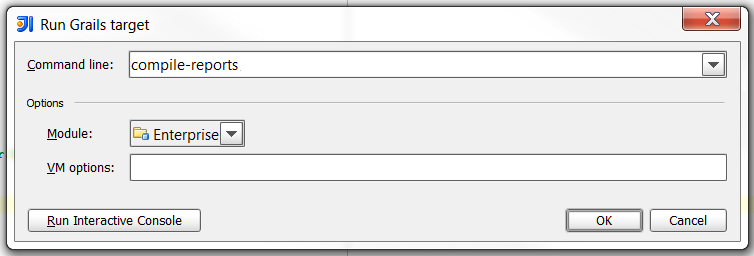 Run Grails target
Command line: compile-reports
Options
Module: Enterprise
VM options:
Run Interactive Console OK Cancel